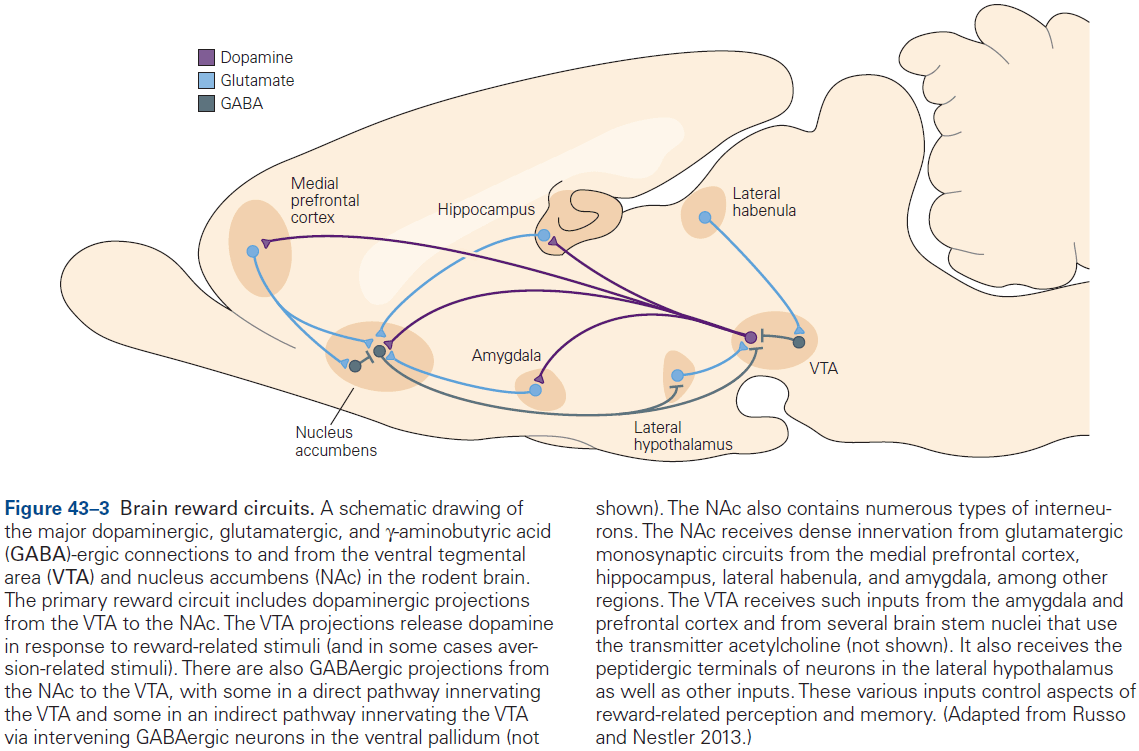 Dopamine
Glutamate
GABA
Medial
prefrontal
cortex
Hippocampus
Lateral
habenula
Amygdala
VTA
Nucleus
accumbens
Lateral
hypothalamus
Figure 43–3 Brain reward circuits. A schematic drawing of
the major dopaminergic, glutamatergic, and γ-aminobutyric acid
(GABA)-ergic connections to and from the ventral tegmental
area (VTA) and nucleus accumbens (NAc) in the rodent brain.
The primary reward circuit includes dopaminergic projections
from the VTA to the NAc. The VTA projections release dopamine
in response to reward-related stimuli (and in some cases aver-
sion-related stimuli). There are also GABAergic projections from
the NAc to the VTA, with some in a direct pathway innervating
the VTA and some in an indirect pathway innervating the VTA
via intervening GABAergic neurons in the ventral pallidum (not
shown). The NAc also contains numerous types of interneu-
rons. The NAc receives dense innervation from glutamatergic
monosynaptic circuits from the medial prefrontal cortex,
hippocampus, lateral habenula, and amygdala, among other
regions. The VTA receives such inputs from the amygdala and
prefrontal cortex and from several brain stem nuclei that use
the transmitter acetylcholine (not shown). It also receives the
peptidergic terminals of neurons in the lateral hypothalamus
as well as other inputs. These various inputs control aspects of
reward-related perception and memory. (Adapted from Russo
and Nestler 2013.)